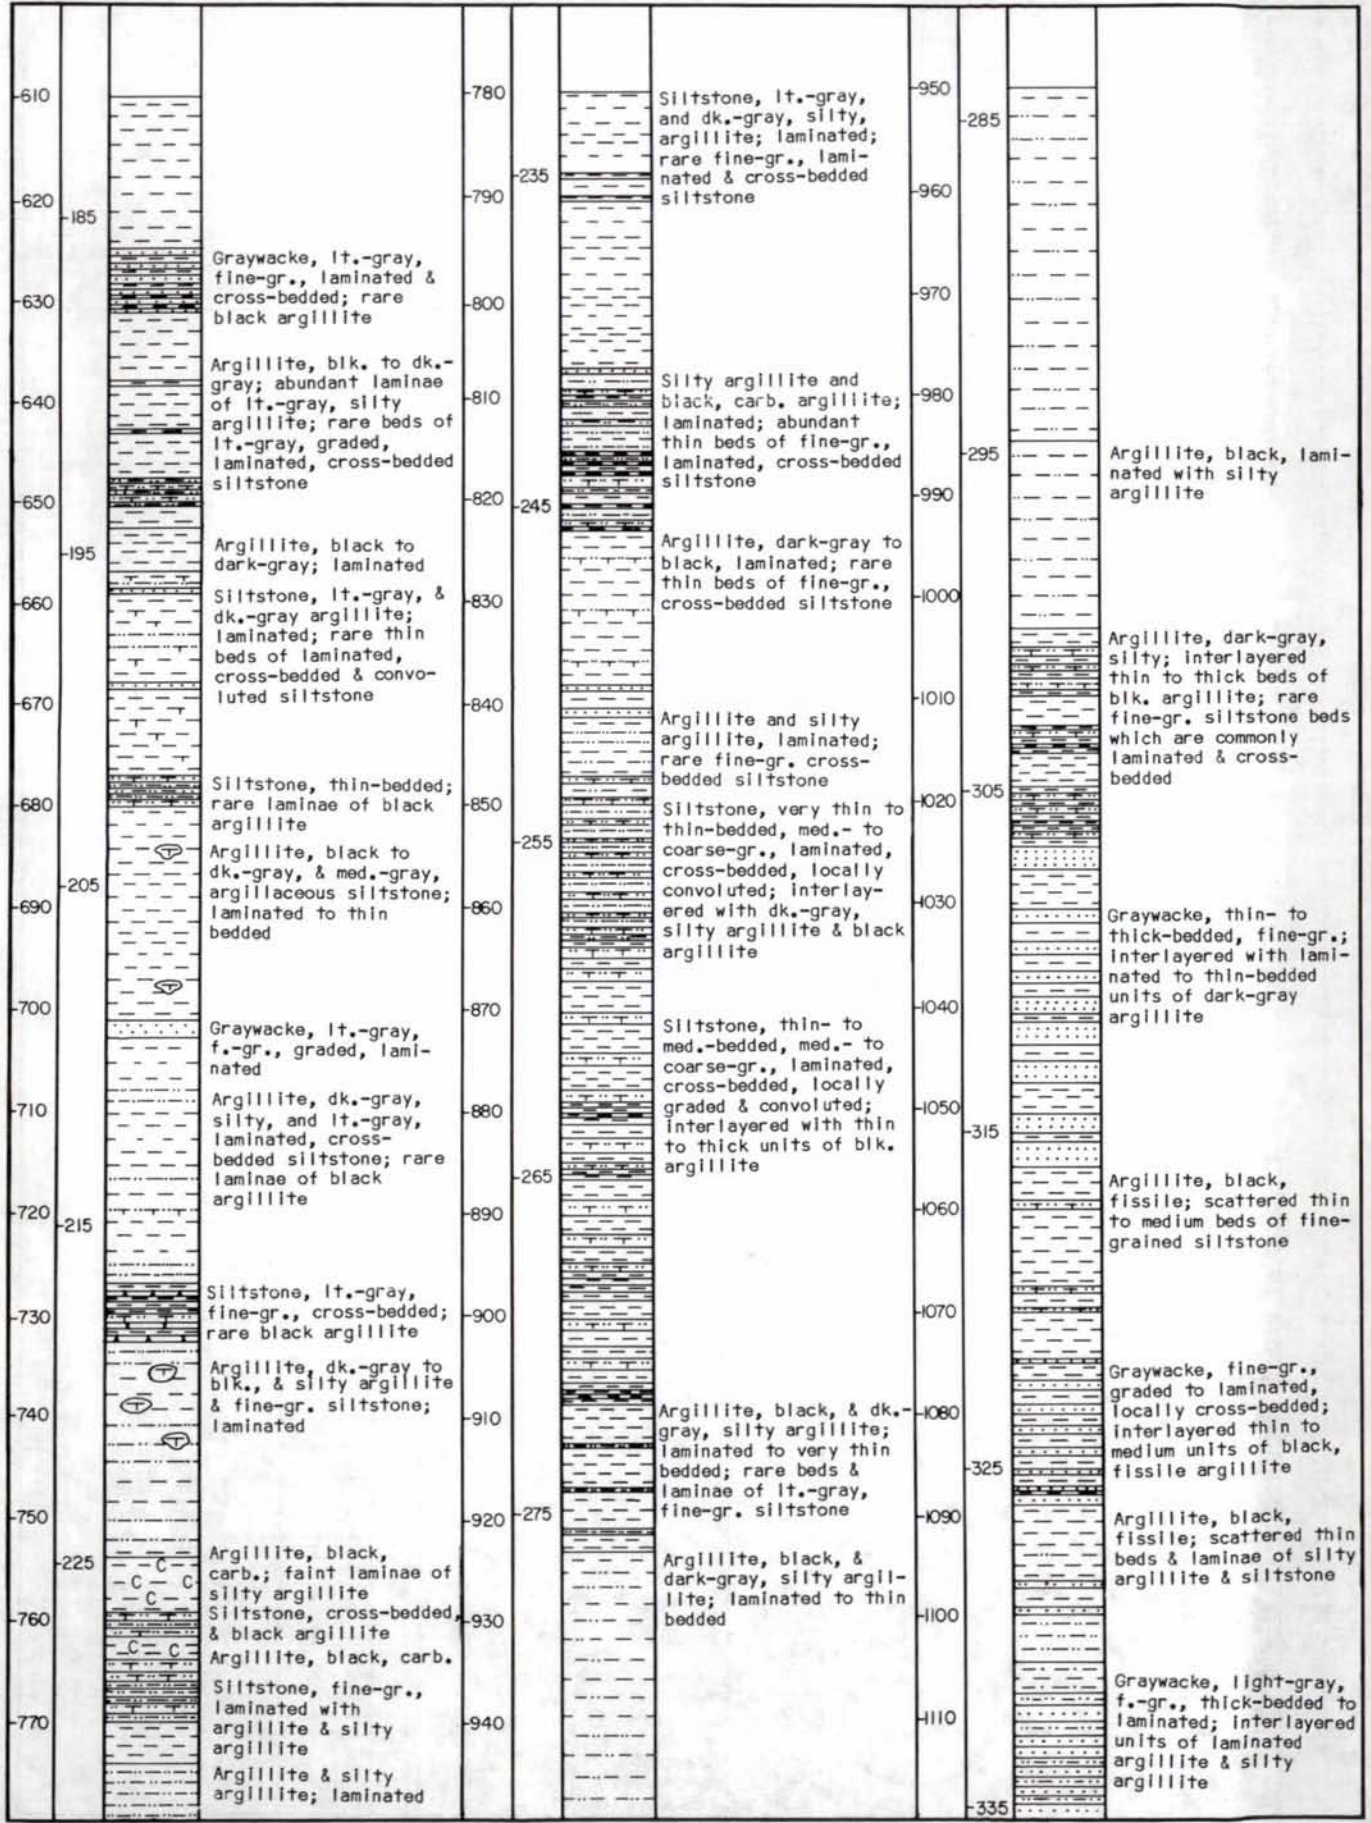 610
620
630
640
650
660
670
680
690
700
710
720
730
740
750
760
770
185
195
205
215
225
Graywacke, lt.-gray,
fine-gr., laminated &
cross-bedded; rare
black argillite
Argillite, blk. to dk.-
gray; abundant laminae
of lt.-gray, silty
argillite; rare beds of
lt.-gray, graded,
laminated, cross-bedded
siltstone
Argillite, black to
dark-gray; laminated
Siltstone, lt.-gray, &
dk.-gray argillite;
laminated; rare thin
beds of laminated,
cross-bedded & convo-
luted siltstone
Siltstone, thin-bedded;
rare laminae of black
argillite
Argillite, black to
dk.-gray, & med.-gray,
argillaceous siltstone;
laminated to thin
bedded
Graywacke, lt.-gray,
f.-gr., graded, lami-
nated
Argillite, dk.-gray,
silty, and lt.-gray,
laminated, cross-
bedded siltstone; rare
laminae of black
argillite
Siltstone, lt.-gray,
fine-gr., cross-bedded;
rare black argillite
Argillite, dk.-gray to
blk., & silty argillite
& fine-gr. siltstone;
laminated
Argillite, black,
carb.; faint laminae of
silty argillite
Siltstone, cross-bedded,
& black argillite
Argillite, black, carb.
Siltstone, fine-gr.,
laminated with
argillite & silty
argillite
Argillite & silty
argillite; laminated
C
C C
C
C C
780
790
800
810
820
830
840
850
860
870
880
890
900
910
920
930
940
235
245
255
265
275
Siltstone, lt.-gray,
and dk.-gray, silty,
argillite; laminated;
rare fine-gr., lami-
nated & cross-bedded
siltstone
Silty argillite and
black, carb. argillite;
laminated; abundant
thin beds of fine-gr.,
laminated, cross-bedded
siltstone
Argillite, dark-gray to
black, laminated; rare
thin beds of fine-gr.,
cross-bedded siltstone
Argillite and silty
argillite, laminated;
rare fine-gr. cross-
bedded siltstone
Siltstone, very thin to
thin-bedded, med.- to
coarse-gr., laminated,
cross-bedded, locally
convoluted; interlay-
ered with dk.-gray,
silty argillite & black
argillite
Siltstone, thin- to
med.-bedded, med.- to
coarse-gr., laminated,
cross-bedded, locally
graded & convoluted;
interlayered with thin
to thick units of blk.
argillite
Argillite, black, & dk.-
gray, silty argillite;
laminated to very thin
bedded; rare beds &
laminae of lt.-gray,
fine-gr. siltstone
Argillite, black, &
dark-gray, silty argil-
lite; laminated to thin
bedded
950
960
970
980
990
1000
1010
1020
1030
1040
1050
1060
1070
1080
1090
1100
1110
285
295
305
315
325
335
Argillite, black, lami-
nated with silty
argillite
Argillite, dark-gray,
silty; interlayered
thin to thick beds of
blk. argillite; rare
fine-gr. siltstone beds
which are commonly
laminated & cross-
bedded
Graywacke, thin- to
thick-bedded, fine-gr.;
interlayered with lami-
nated to thin-bedded
units of dark-gray
argillite
Argillite, black,
fissile; scattered thin
to medium beds of fine-
grained siltstone
Graywacke, fine-gr.,
graded to laminated,
locally cross-bedded;
interlayered thin to
medium units of black,
fissile argillite
Argillite, black,
fissile; scattered thin
beds & laminae of silty
argillite & siltstone
Graywacke, light-gray,
f.-gr., thick-bedded to
laminated; interlayered
units of laminated
argillite & silty
argillite